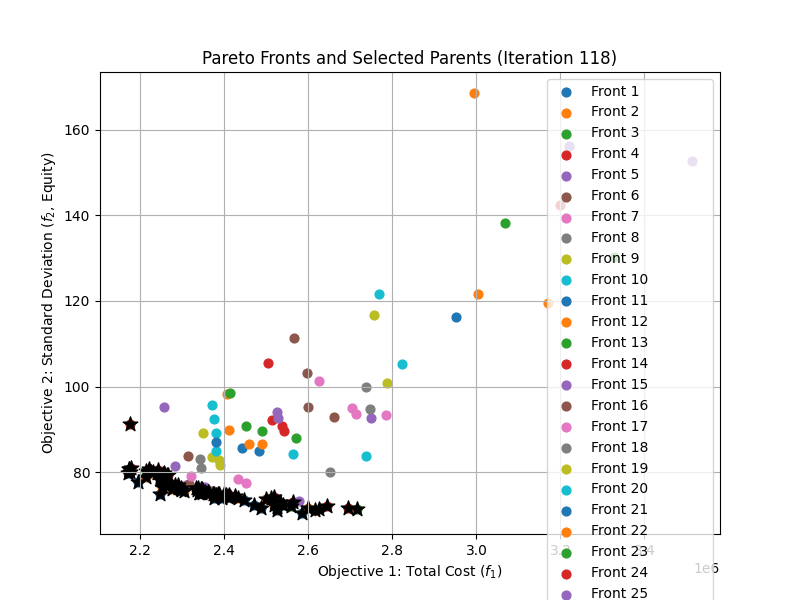 Pareto Fronts and Selected Parents (Iteration 118)
Objective 2: Standard Deviation (f₂, Equity)
160
140
120
100
80
2.2
2.4
2.6
2.8
3.0
3.2
3.4
1e6
Objective 1: Total Cost (f₁)
Front 1
Front 2
Front 3
Front 4
Front 5
Front 6
Front 7
Front 8
Front 9
Front 10
Front 11
Front 12
Front 13
Front 14
Front 15
Front 16
Front 17
Front 18
Front 19
Front 20
Front 21
Front 22
Front 23
Front 24
Front 25